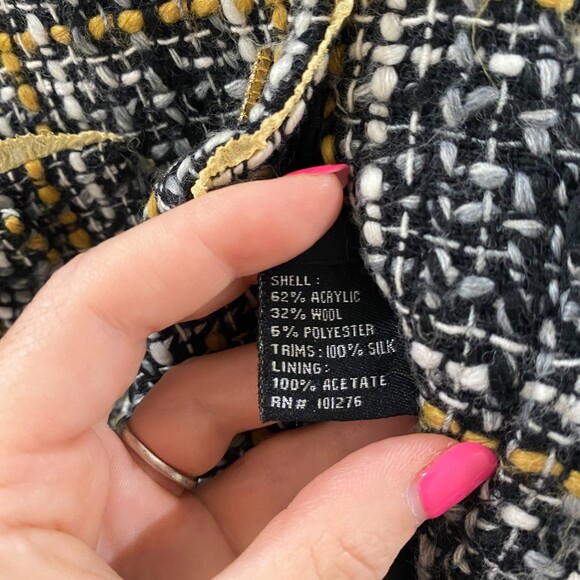 SHELL :
62% ACRYLIC
32% WOOL
6% POLYESTER
TRIMS: 100% SILK
LINING:
100% ACETATE
RN# 101276